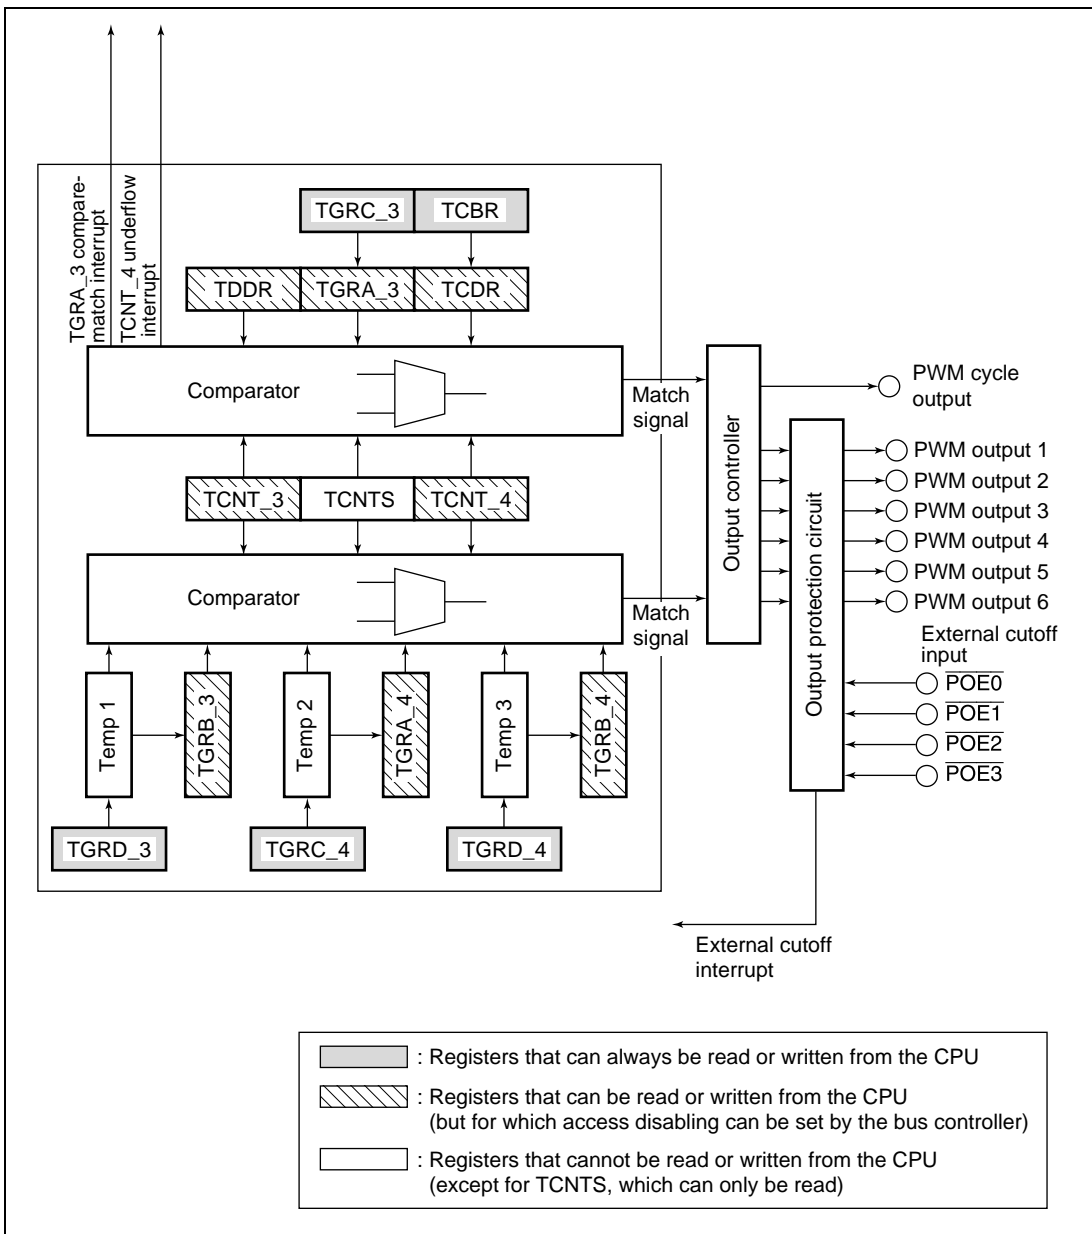 TGRA_3 compare-
match interrupt
TCNT_4 underflow
interrupt
TGRC_3
TCBR
TDDR
TGRA_3
TCDR
Comparator
Match
signal
PWM cycle
output
TCNT_3
TCNTS
TCNT_4
Output controller
Output protection circuit
PWM output 1
PWM output 2
PWM output 3
PWM output 4
PWM output 5
PWM output 6
Comparator
Match
signal
External cutoff
input
POE0
POE1
POE2
POE3
Temp 1
TGRB_3
Temp 2
TGRA_4
Temp 3
TGRB_4
TGRD_3
TGRC_4
TGRD_4
External cutoff
interrupt
: Registers that can always be read or written from the CPU
: Registers that can be read or written from the CPU
(but for which access disabling can be set by the bus controller)
: Registers that cannot be read or written from the CPU
(except for TCNTS, which can only be read)